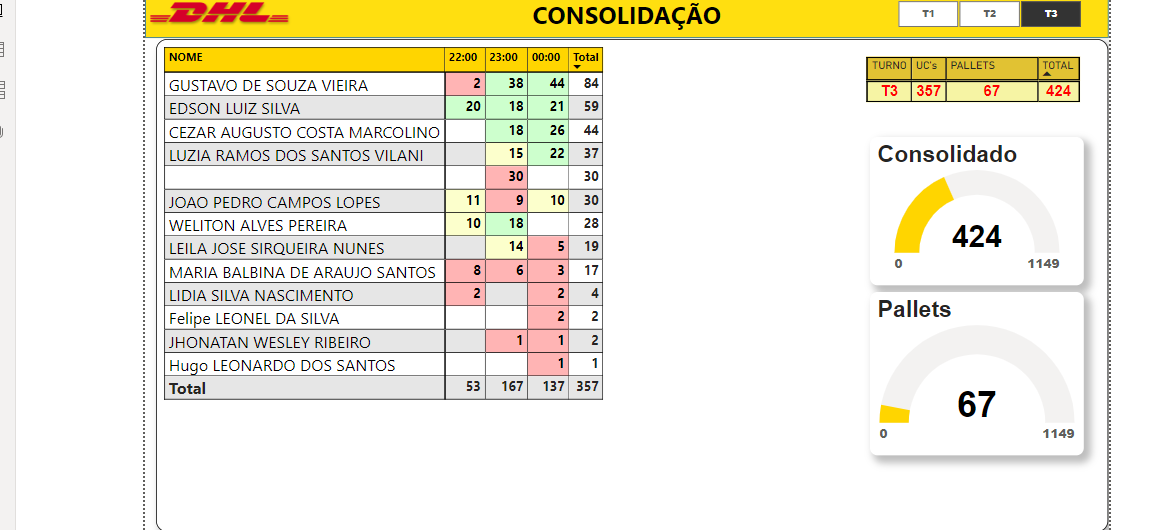 DHL CONSOLIDAÇÃO T1 T2 T3
NOME 22:00 23:00 00:00 Total
GUSTAVO DE SOUZA VIEIRA 2 38 44 84
EDSON LUIZ SILVA 20 18 21 59
CEZAR AUGUSTO COSTA MARCOLINO 18 26 44
LUZIA RAMOS DOS SANTOS VILANI 15 22 37
30 30
JOAO PEDRO CAMPOS LOPES 11 9 10 30
WELITON ALVES PEREIRA 10 18 28
LEILA JOSE SIRQUEIRA NUNES 14 5 19
MARIA BALBINA DE ARAUJO SANTOS 8 6 3 17
LIDIA SILVA NASCIMENTO 2 2 4
Felipe LEONEL DA SILVA 2 2
JHONATAN WESLEY RIBEIRO 1 1 2
Hugo LEONARDO DOS SANTOS 1 1
Total 53 167 137 357
TURNO UC's PALLETS TOTAL
T3 357 67 424
Consolidado
424
0 1149
Pallets
67
0 1149